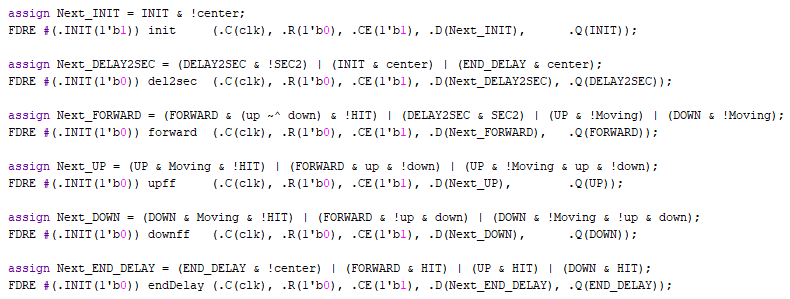 assign Next_INIT = INIT & !center;
FDRE #(.INIT(1'b1)) init     (.C(clk), .R(1'b0), .CE(1'b1), .D(Next_INIT),      .Q(INIT));
assign Next_DELAY2SEC = (DELAY2SEC & !SEC2) | (INIT & center) | (END_DELAY & center);
FDRE #(.INIT(1'b0)) del2sec  (.C(clk), .R(1'b0), .CE(1'b1), .D(Next_DELAY2SEC), .Q(DELAY2SEC));
assign Next_FORWARD = (FORWARD & (up ~^ down) & !HIT) | (DELAY2SEC & SEC2) | (UP & !Moving) | (DOWN & !Moving);
FDRE #(.INIT(1'b0)) forward  (.C(clk), .R(1'b0), .CE(1'b1), .D(Next_FORWARD),   .Q(FORWARD));
assign Next_UP = (UP & Moving & !HIT) | (FORWARD & up & !down) | (UP & !Moving & up & !down);
FDRE #(.INIT(1'b0)) upff     (.C(clk), .R(1'b0), .CE(1'b1), .D(Next_UP),        .Q(UP));
assign Next_DOWN = (DOWN & Moving & !HIT) | (FORWARD & !up & down) | (DOWN & !Moving & !up & down);
FDRE #(.INIT(1'b0)) downff   (.C(clk), .R(1'b0), .CE(1'b1), .D(Next_DOWN),      .Q(DOWN));
assign Next_END_DELAY = (END_DELAY & !center) | (FORWARD & HIT) | (UP & HIT) | (DOWN & HIT);
FDRE #(.INIT(1'b0)) endDelay (.C(clk), .R(1'b0), .CE(1'b1), .D(Next_END_DELAY), .Q(END_DELAY));